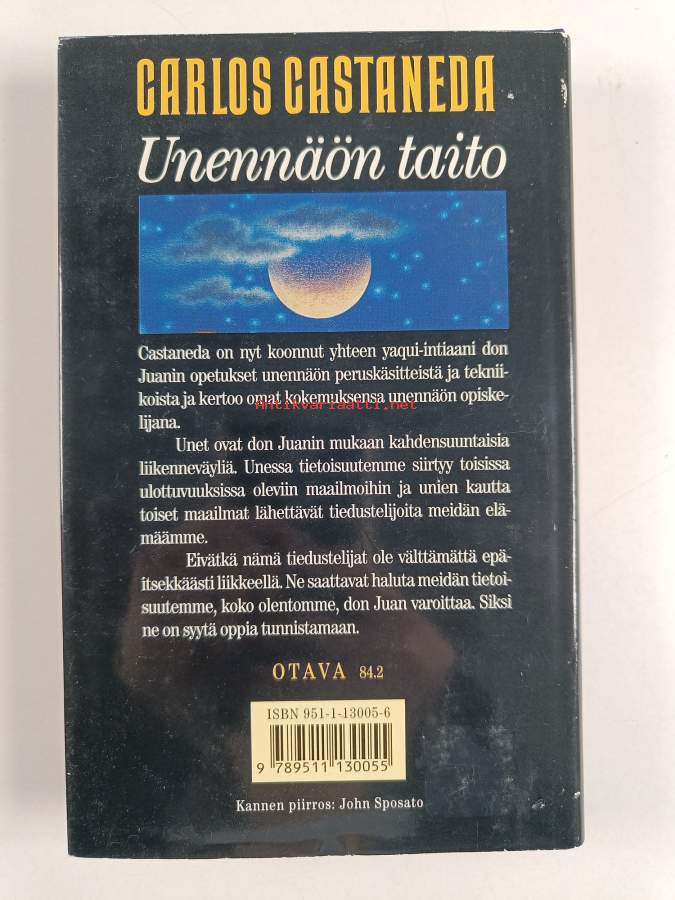 CARLOS CASTANEDA
Unennäön taito
Castaneda on nyt koonnut yhteen yaqui-intiaani don
Juanin opetukset unennäön peruskäsitteistä ja teknii-
koista ja kertoo omat kokemuksensa unennäön opiske-
Antikvariaatti.net
lijana.
Unet ovat don Juanin mukaan kahdensuuntaisia
liikenneväyliä. Unessa tietoisuutemme siirtyy toisissa
ulottuvuuksissa oleviin maailmoihin ja unien kautta
toiset maailmat lähettävät tiedustelijoita meidän elä-
määmme.
Eivätkä nämä tiedustelijat ole välttämättä epä-
itsekkäästi liikkeellä. Ne saattavat haluta meidän tietoi-
suutemme, koko olentomme, don Juan varoittaa. Siksi
ne on syytä oppia tunnistamaan.
OTAVA 84.2
ISBN 951-1-13005-6
9 789511 130055
Kannen piirros: John Sposato